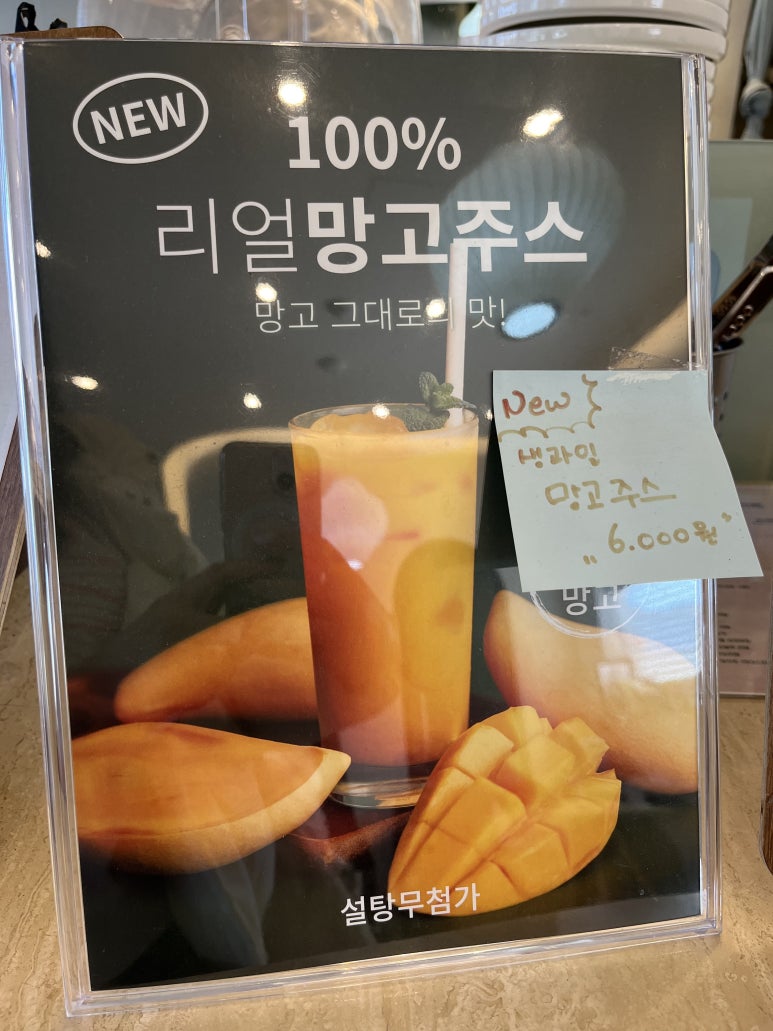 NEW
100%
리얼망고주스
망고 그대로의 맛!
New
생과일
망고주스
„ 6.000원"
망고
설탕무첨가